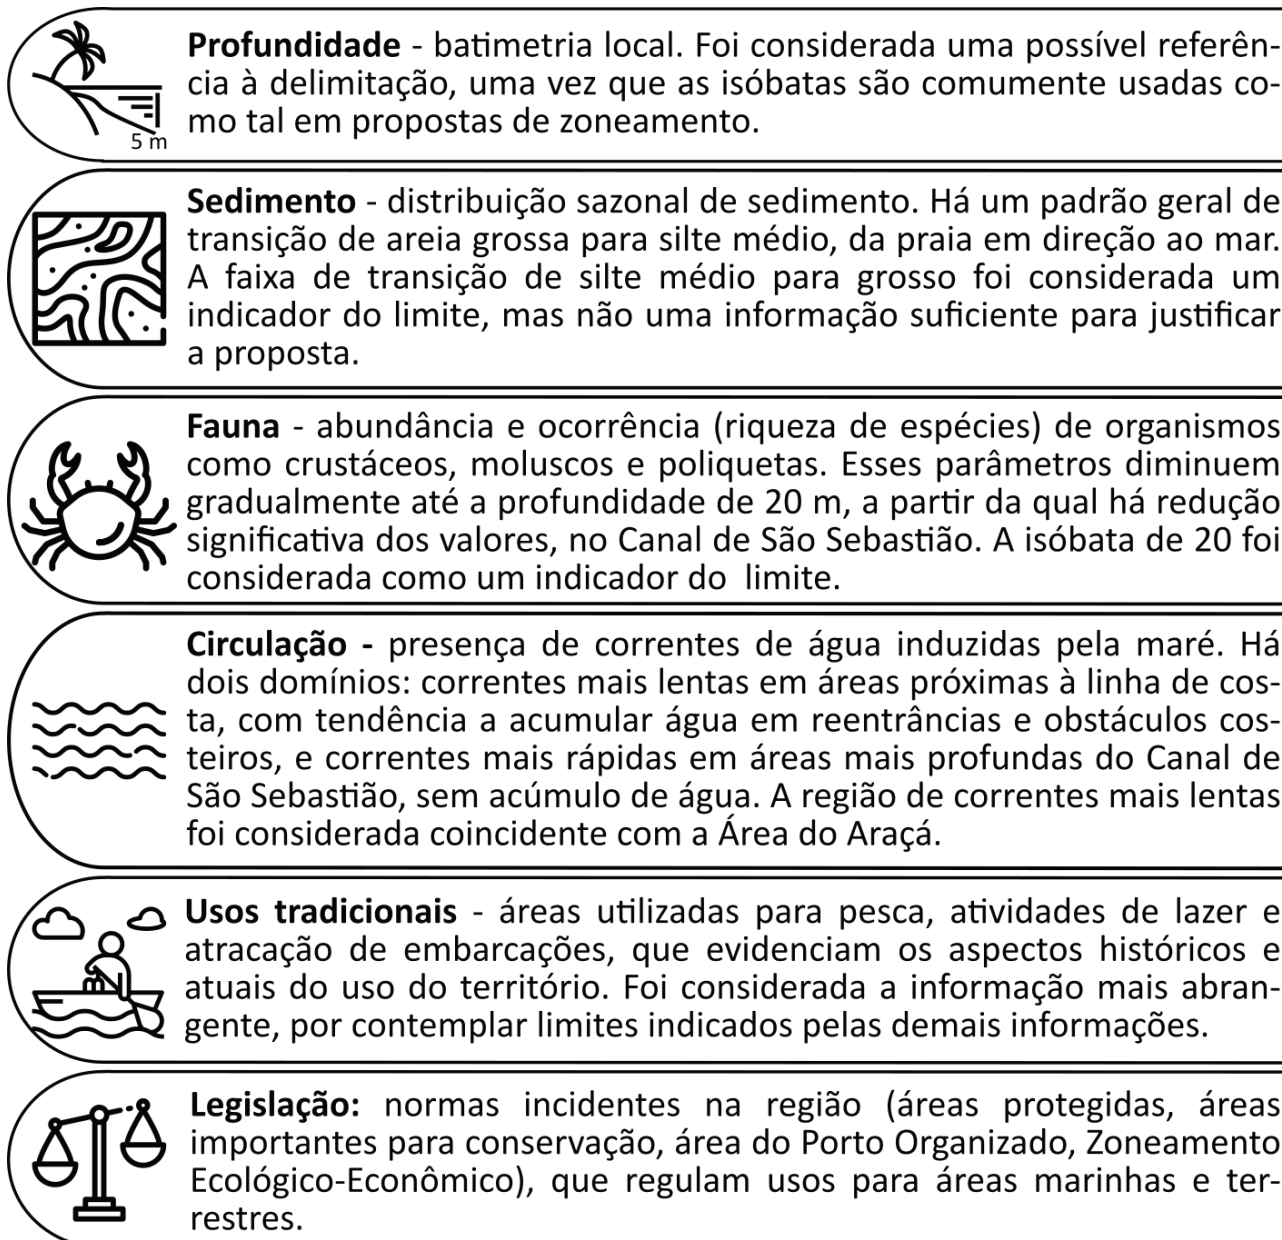 Profundidade - batimetria local. Foi considerada uma possível referên-
cia à delimitação, uma vez que as isóbatas são comumente usadas co-
mo tal em propostas de zoneamento.
5 m
Sedimento - distribuição sazonal de sedimento. Há um padrão geral de
transição de areia grossa para silte médio, da praia em direção ao mar.
A faixa de transição de silte médio para grosso foi considerada um
indicador do limite, mas não uma informação suficiente para justificar
a proposta.
Fauna - abundância e ocorrência (riqueza de espécies) de organismos
como crustáceos, moluscos e poliquetas. Esses parâmetros diminuem
gradualmente até a profundidade de 20 m, a partir da qual há redução
significativa dos valores, no Canal de São Sebastião. A isóbata de 20 foi
considerada como um indicador do limite.
Circulação - presença de correntes de água induzidas pela maré. Há
dois domínios: correntes mais lentas em áreas próximas à linha de cos-
ta, com tendência a acumular água em reentrâncias e obstáculos cos-
teiros, e correntes mais rápidas em áreas mais profundas do Canal de
São Sebastião, sem acúmulo de água. A região de correntes mais lentas
foi considerada coincidente com a Área do Araçá.
Usos tradicionais - áreas utilizadas para pesca, atividades de lazer e
atracação de embarcações, que evidenciam os aspectos históricos e
atuais do uso do território. Foi considerada a informação mais abran-
gente, por contemplar limites indicados pelas demais informações.
Legislação: normas incidentes na região (áreas protegidas, áreas
importantes para conservação, área do Porto Organizado, Zoneamento
Ecológico-Econômico), que regulam usos para áreas marinhas e ter-
restres.